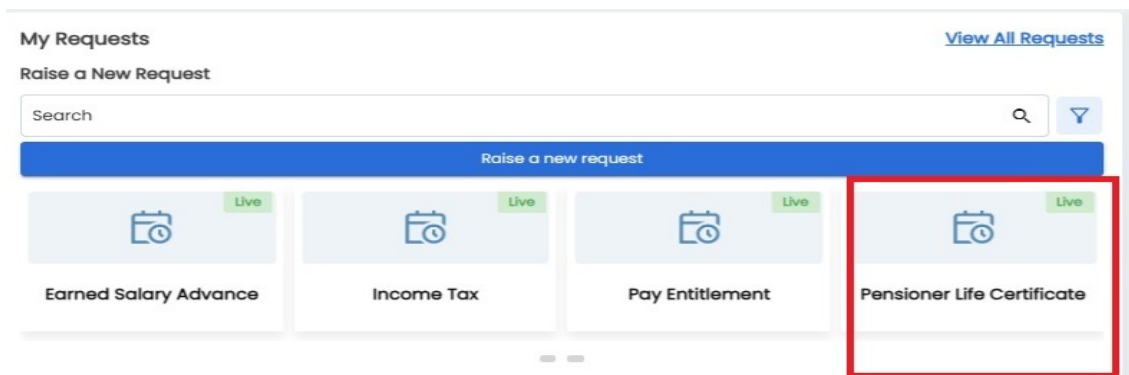 My Requests
View All Requests
Raise a New Request
Search
Raise a new request
Live
Live
Live
Live
Earned Salary Advance
Income Tax
Pay Entitlement
Pensioner Life Certificate